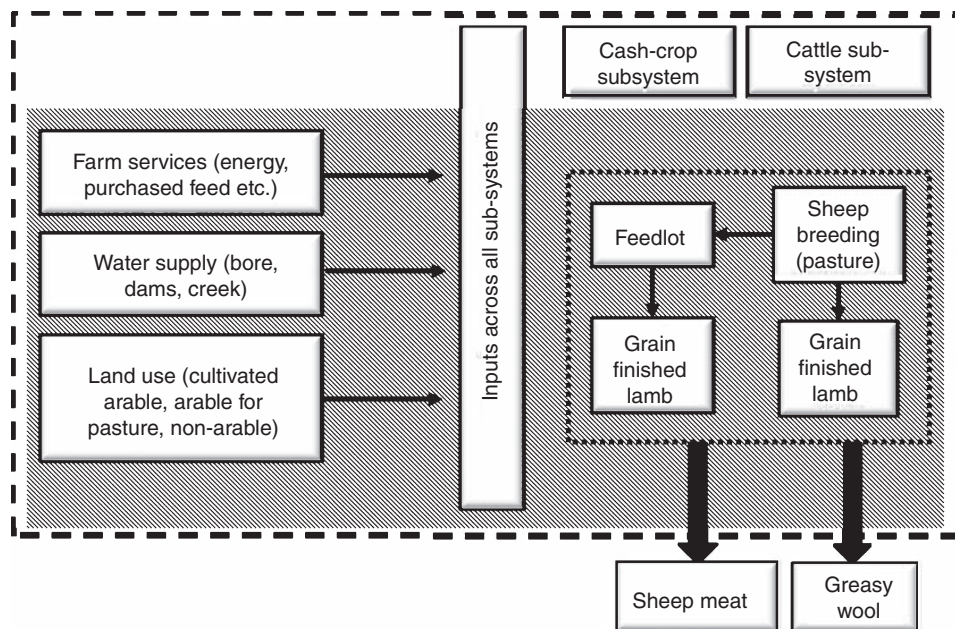 Cash-crop
subsystem
Cattle sub-
system
Farm services (energy,
purchased feed etc.)
Water supply (bore,
dams, creek)
Land use (cultivated
arable, arable for
pasture, non-arable)
Inputs across all sub-systems
Feedlot
Sheep
breeding
(pasture)
Grain
finished
lamb
Grain
finished
lamb
Sheep meat
Greasy
wool